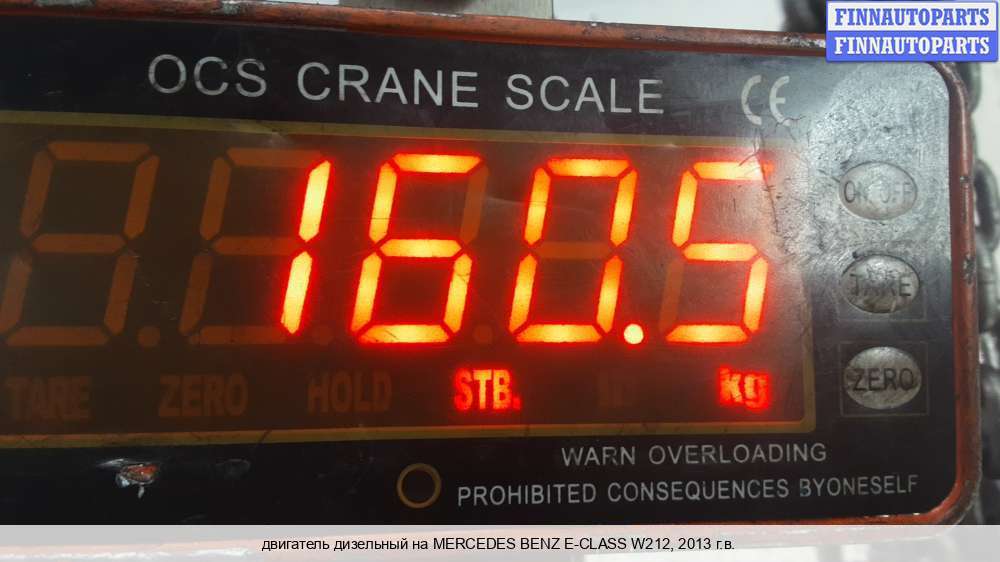 FINNAUTOPARTS
FINNAUTOPARTS
OCS CRANE SCALE CE
160.5
ON/OFF
TARE
ZERO
TARE ZERO HOLD STB. lb kg
WARN OVERLOADING
PROHIBITED CONSEQUENCES BYONESELF
двигатель дизельный на MERCEDES BENZ E-CLASS W212, 2013 г.в.